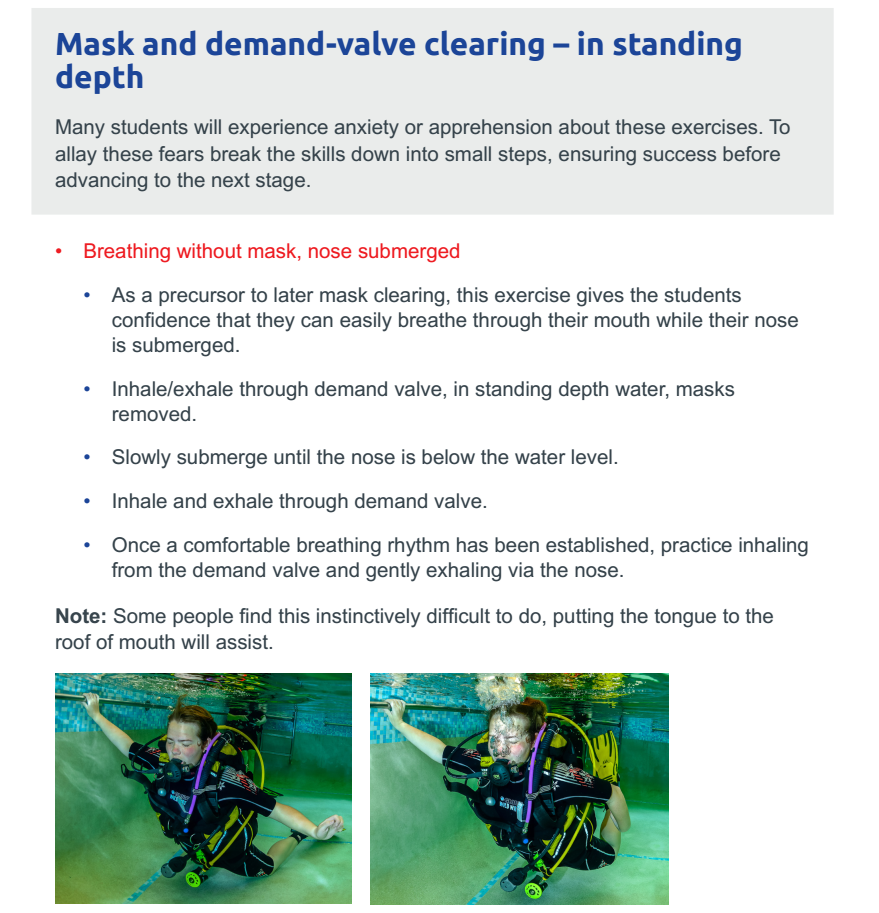 Mask and demand-valve clearing – in standing
depth
Many students will experience anxiety or apprehension about these exercises. To
allay these fears break the skills down into small steps, ensuring success before
advancing to the next stage.
• Breathing without mask, nose submerged
• As a precursor to later mask clearing, this exercise gives the students
confidence that they can easily breathe through their mouth while their nose
is submerged.
• Inhale/exhale through demand valve, in standing depth water, masks
removed.
• Slowly submerge until the nose is below the water level.
• Inhale and exhale through demand valve.
• Once a comfortable breathing rhythm has been established, practice inhaling
from the demand valve and gently exhaling via the nose.
Note: Some people find this instinctively difficult to do, putting the tongue to the
roof of mouth will assist.